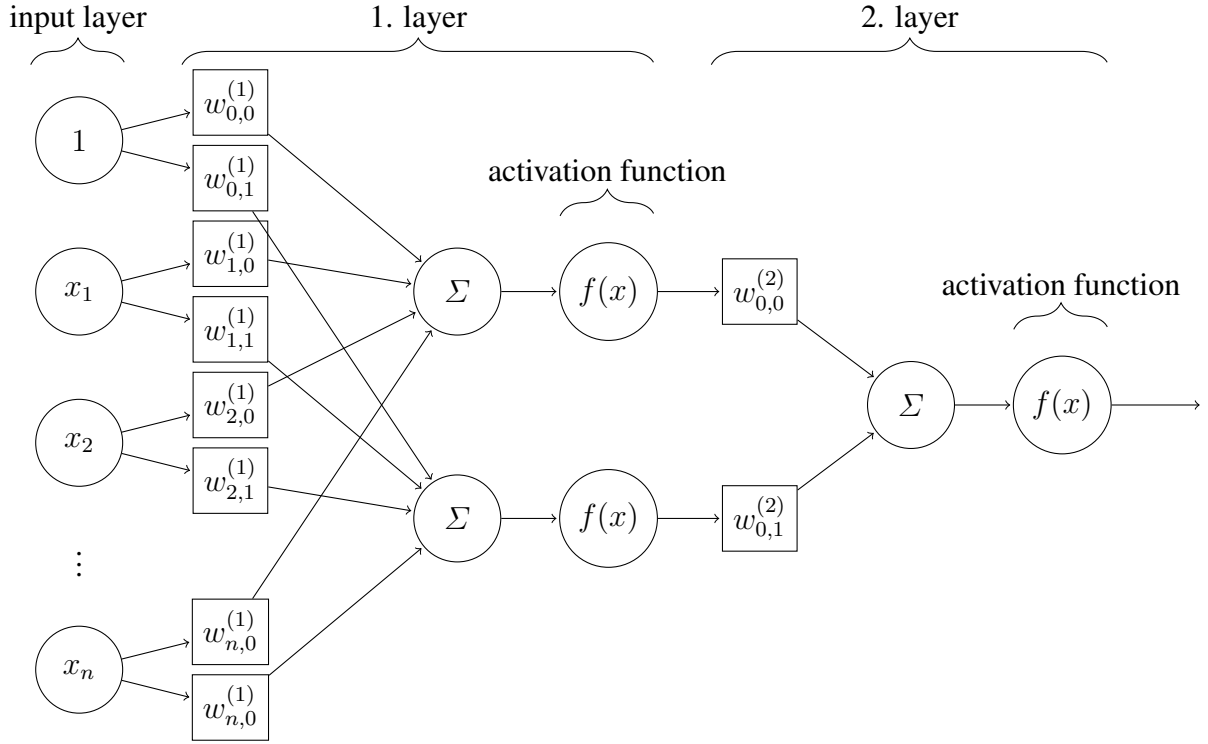 input layer
1. layer
2. layer
1
w_{0,0}^{(1)}
w_{0,1}^{(1)}
activation function
x_1
w_{1,0}^{(1)}
w_{1,1}^{(1)}
Σ
f(x)
w_{0,0}^{(2)}
activation function
Σ
f(x)
x_2
w_{2,0}^{(1)}
w_{2,1}^{(1)}
Σ
f(x)
w_{0,1}^{(2)}
⋮
x_n
w_{n,0}^{(1)}
w_{n,0}^{(1)}